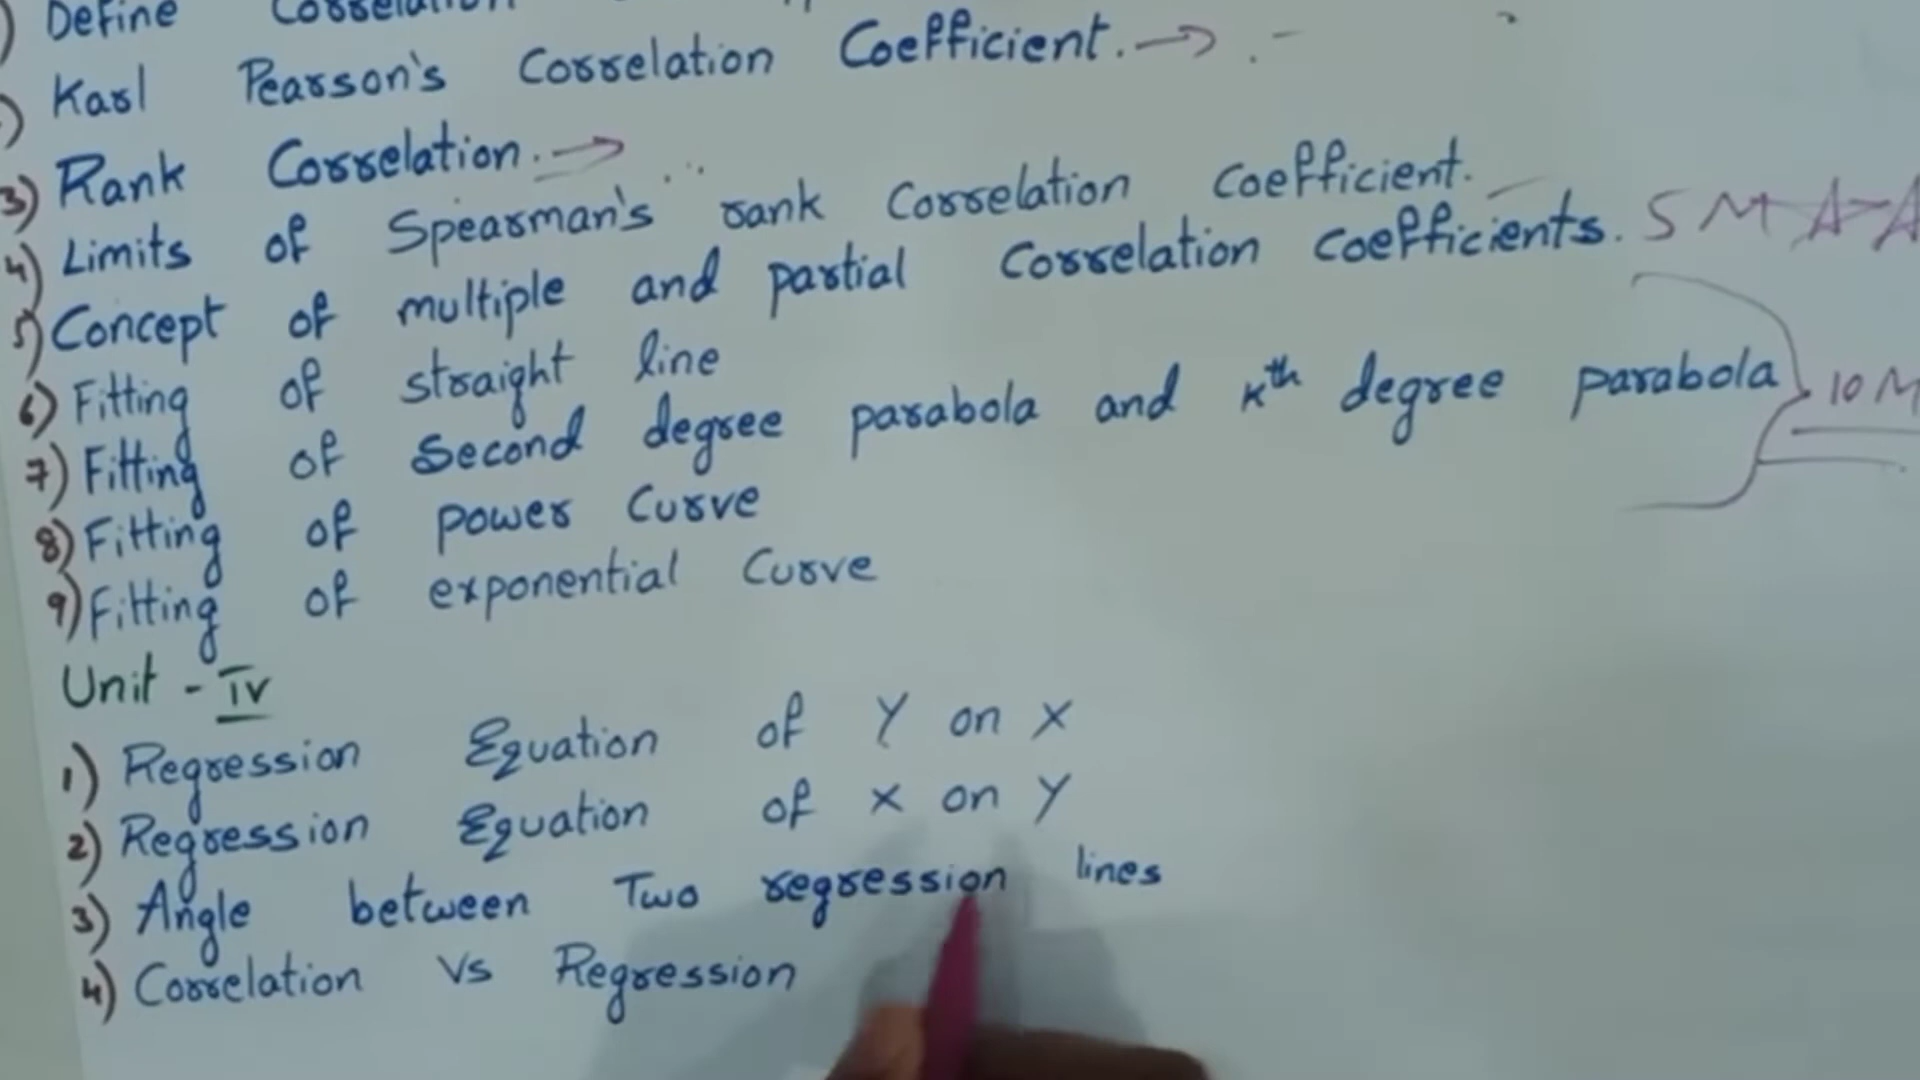 ) Define Correlation
) Karl Pearson's Correlation Coefficient. →
3) Rank Correlation. →
4) Limits of Spearman's rank Correlation Coefficient.
5) Concept of multiple and partial Correlation coefficients. 5 M
6) Fitting of straight line
7) Fitting of Second degree parabola and Kth degree parabola 10 M
8) Fitting of power Curve
9) Fitting of exponential Curve
Unit - IV
1) Regression Equation of Y on X
2) Regression Equation of X on Y
3) Angle between Two regression lines
4) Correlation Vs Regression